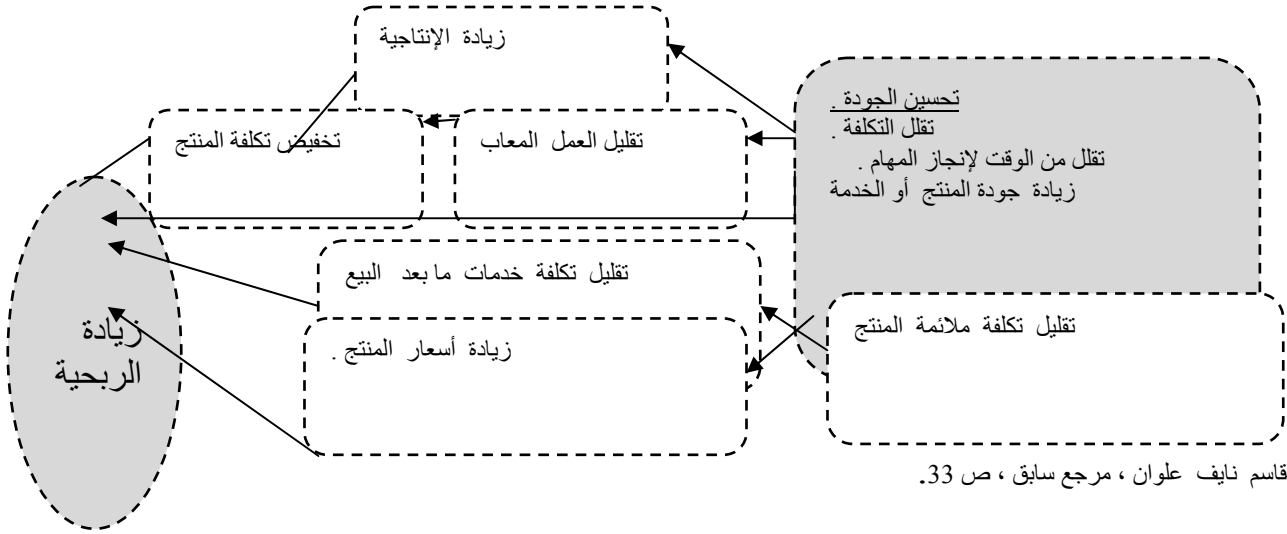 زيادة الإنتاجية
تحسين الجودة .
تقلل التكلفة .
تقلل من الوقت لإنجاز المهام .
زيادة جودة المنتج أو الخدمة
تقليل العمل المعاب
تخفيض تكلفة المنتج
تقليل تكلفة خدمات ما بعد البيع
تقليل تكلفة ملائمة المنتج
زيادة أسعار المنتج .
زيادة
الربحية
قاسم نايف علوان ، مرجع سابق ، ص 33.